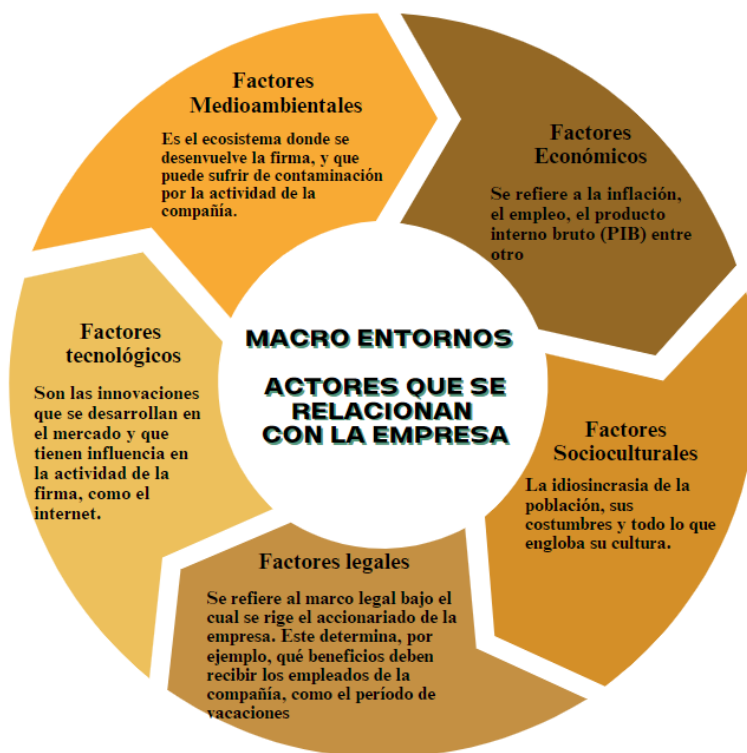 MACRO ENTORNOS
ACTORES QUE SE
RELACIONAN
CON LA EMPRESA
Factores
Medioambientales
Es el ecosistema donde se
desenvuelve la firma, y que
puede sufrir de contaminación
por la actividad de la
compañía.
Factores
Económicos
Se refiere a la inflación,
el empleo, el producto
interno bruto (PIB) entre
otro
Factores
Socioculturales
La idiosincrasia de la
población, sus
costumbres y todo lo que
engloba su cultura.
Factores legales
Se refiere al marco legal bajo el
cual se rige el accionariado de la
empresa. Este determina, por
ejemplo, qué beneficios deben
recibir los empleados de la
compañía, como el período de
vacaciones
Factores
tecnológicos
Son las innovaciones
que se desarrollan en
el mercado y que
tienen influencia en
la actividad de la
firma, como el
internet.